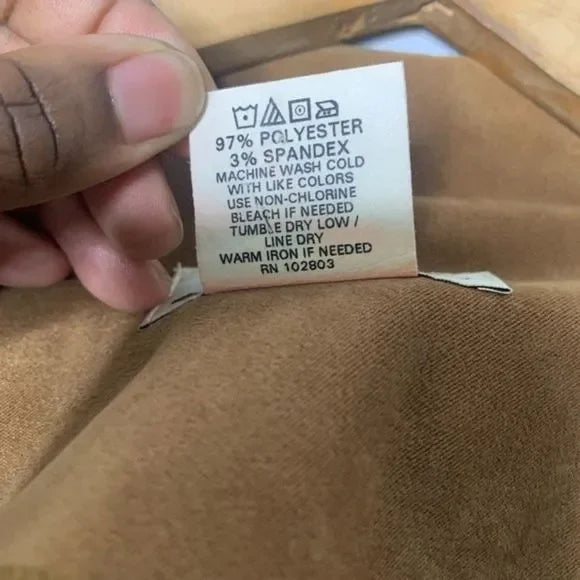 97% POLYESTER
3% SPANDEX
MACHINE WASH COLD
WITH LIKE COLORS
USE NON-CHLORINE
BLEACH IF NEEDED
TUMBLE DRY LOW /
LINE DRY
WARM IRON IF NEEDED
RN 102803